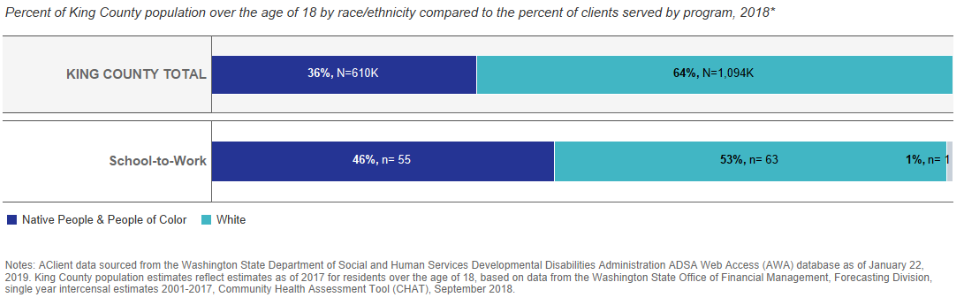 Percent of King County population over the age of 18 by race/ethnicity compared to the percent of clients served by program, 2018*
KING COUNTY TOTAL 36%, N=610K 64%, N=1,094K
School-to-Work 46%, n= 55 53%, n= 63 1%, n= 1
Native People & People of Color White
Notes: AClient data sourced from the Washington State Department of Social and Human Services Developmental Disabilities Administration ADSA Web Access (AWA) database as of January 22,
2019. King County population estimates reflect estimates as of 2017 for residents over the age of 18, based on data from the Washington State Office of Financial Management, Forecasting Division,
single year intercensal estimates 2001-2017, Community Health Assessment Tool (CHAT), September 2018.